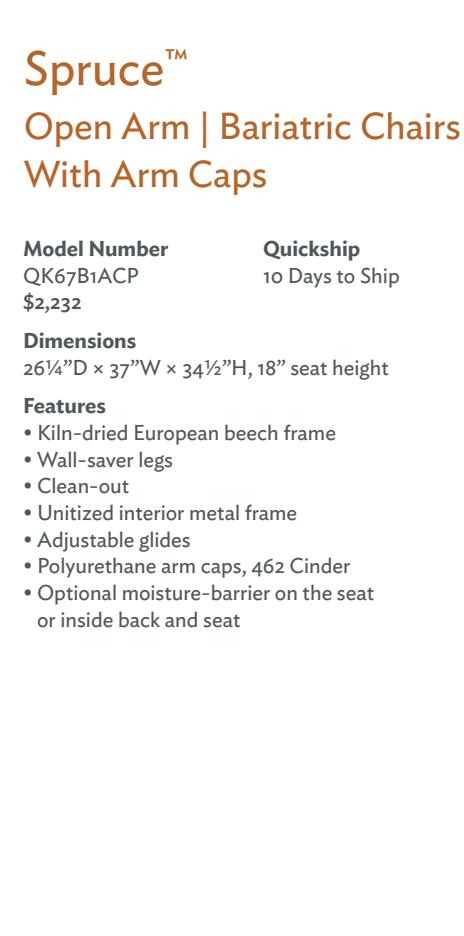 Spruce™
Open Arm | Bariatric Chairs
With Arm Caps
Model Number
QK67B1ACP
$2,232
Quickship
10 Days to Ship
Dimensions
26¼”D × 37”W × 34½”H, 18” seat height
Features
• Kiln-dried European beech frame
• Wall-saver legs
• Clean-out
• Unitized interior metal frame
• Adjustable glides
• Polyurethane arm caps, 462 Cinder
• Optional moisture-barrier on the seat
or inside back and seat